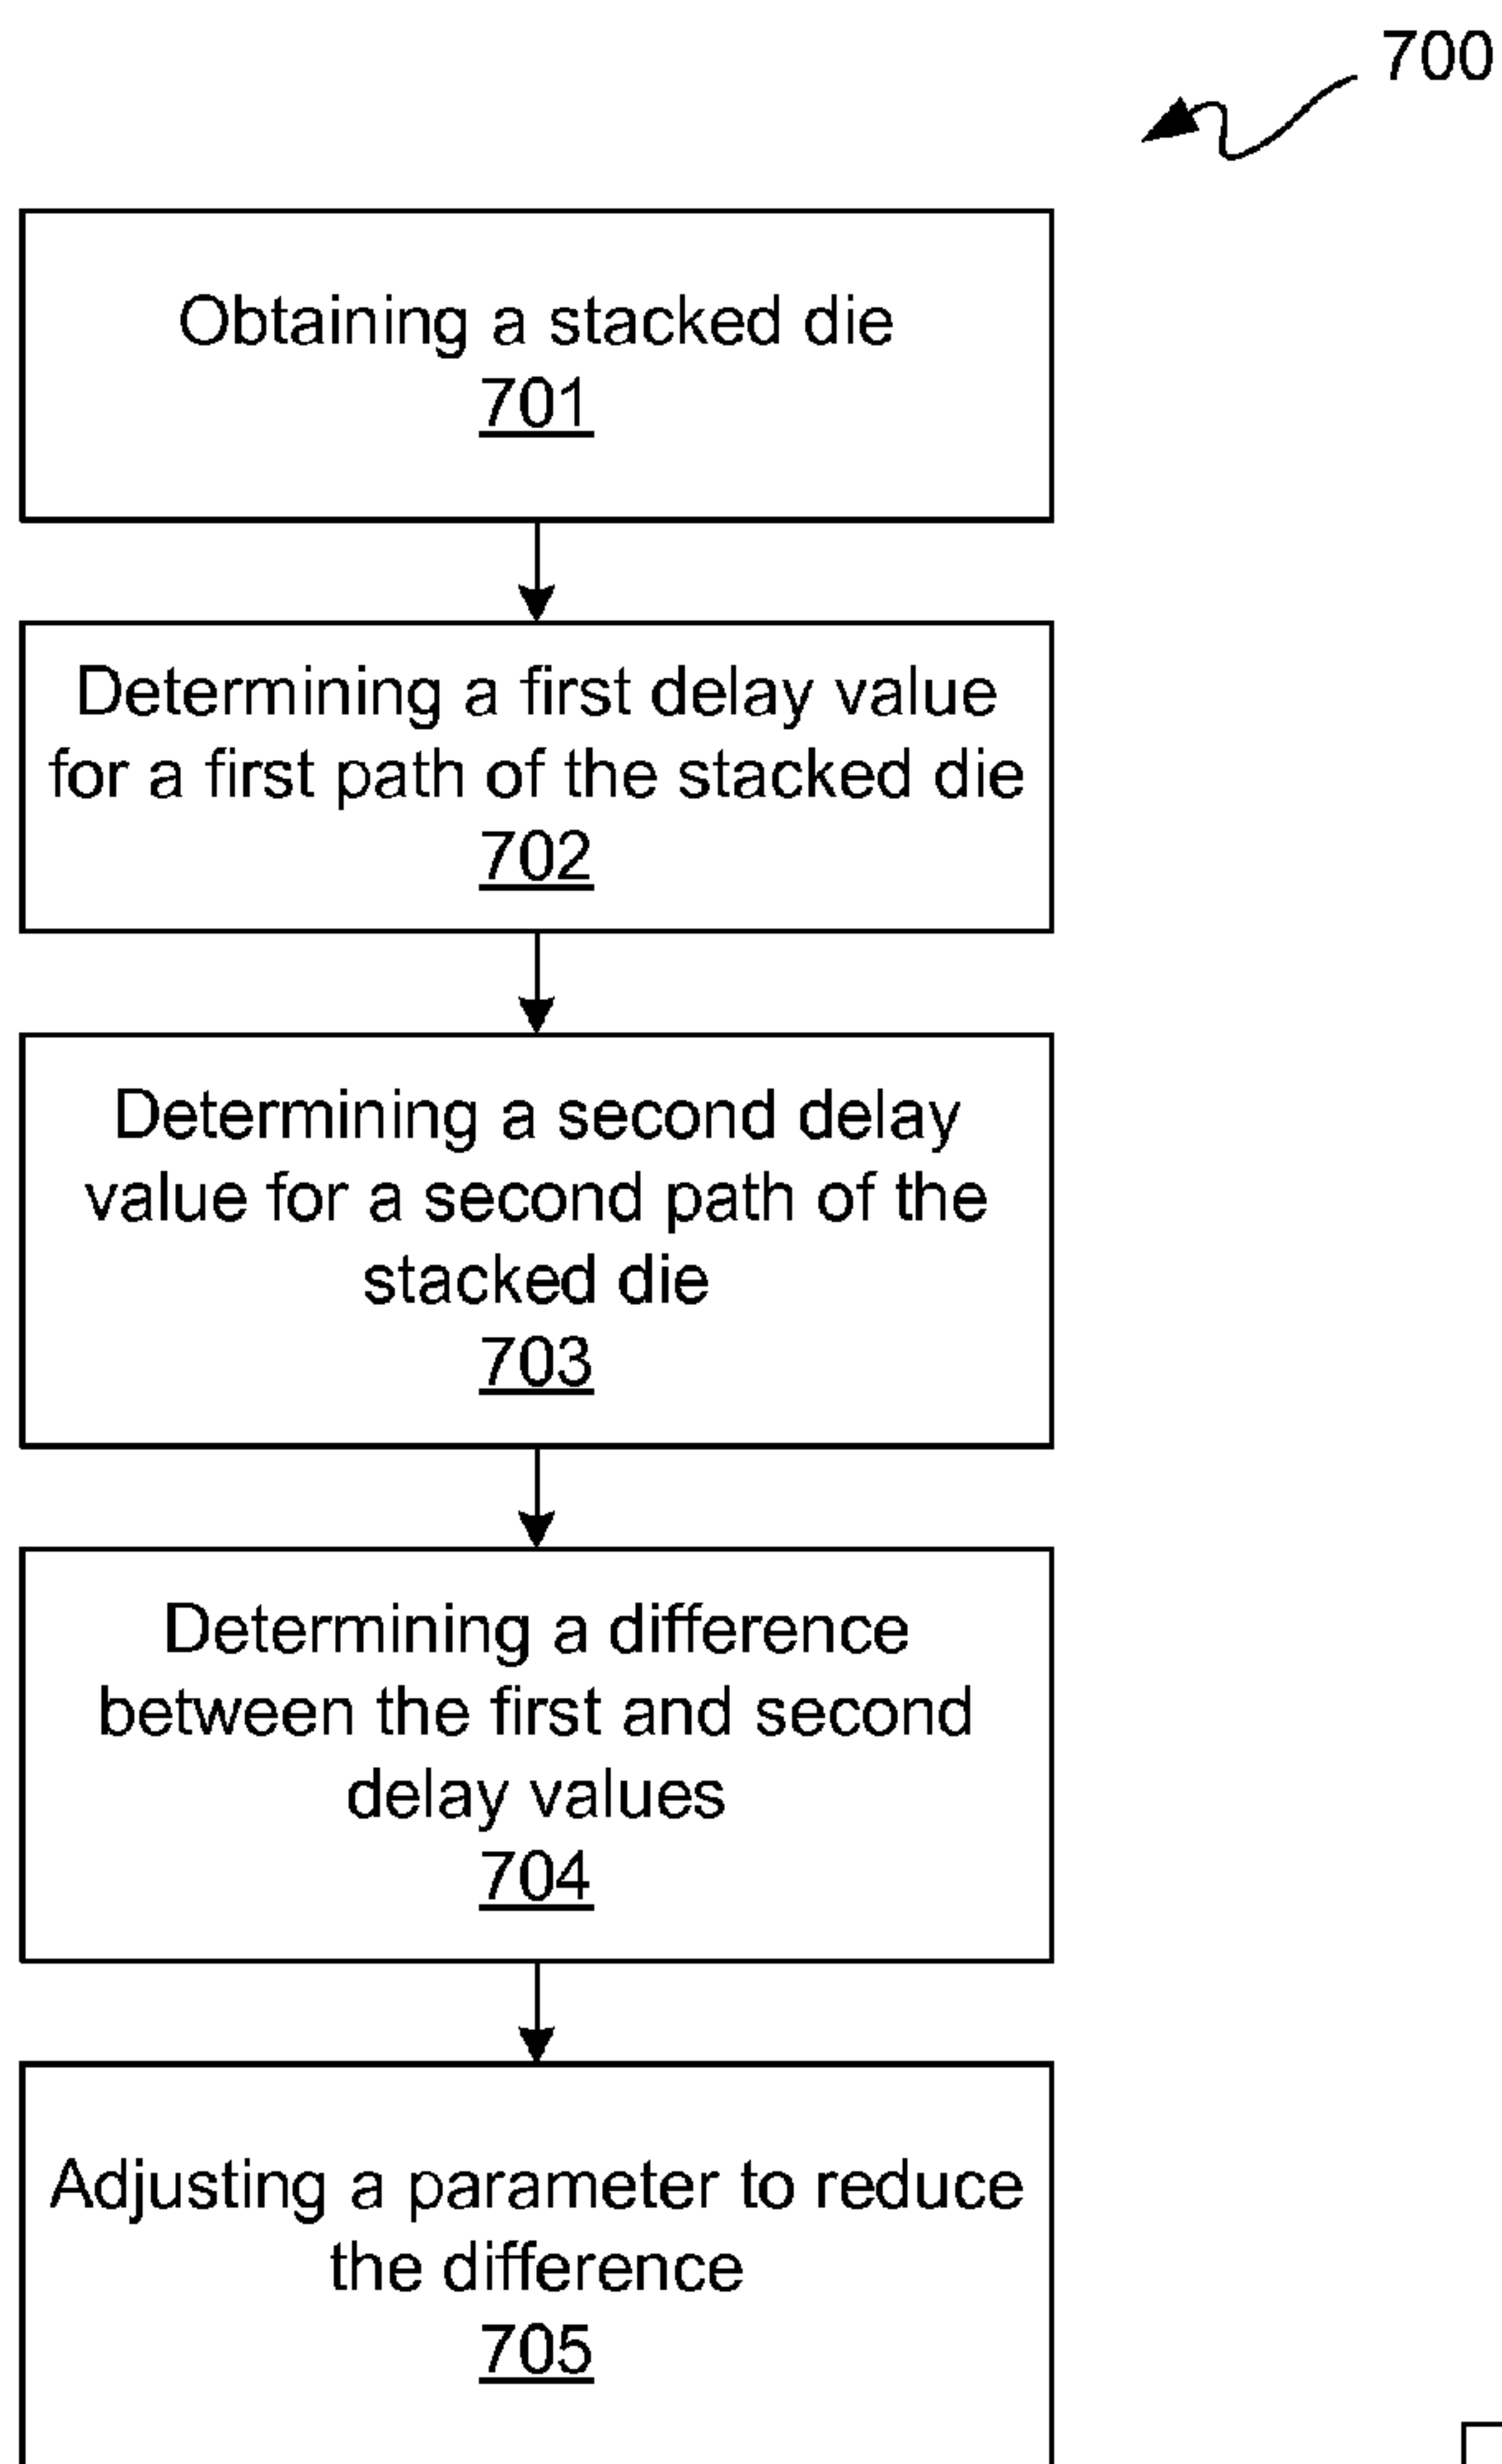 700
Obtaining a stacked die
701
Determining a first delay value
for a first path of the stacked die
702
Determining a second delay
value for a second path of the
stacked die
703
Determining a difference
between the first and second
delay values
704
Adjusting a parameter to reduce
the difference
705